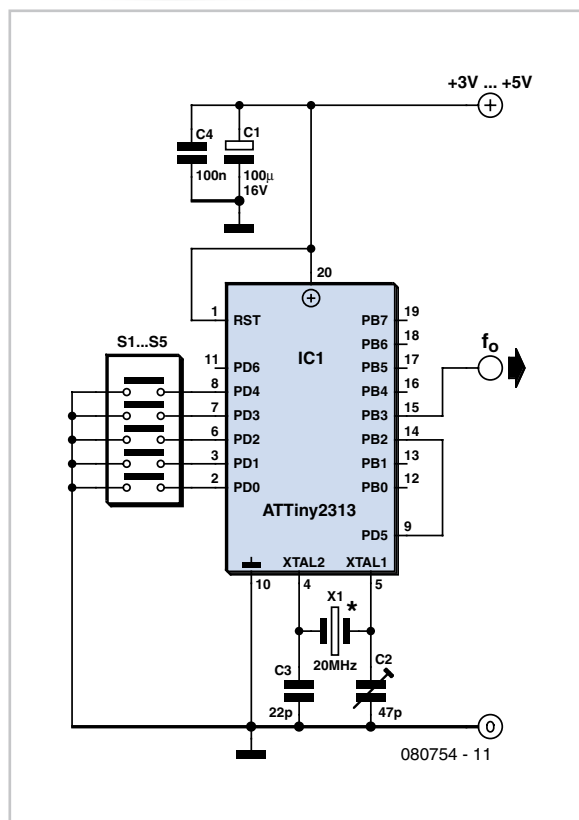 +3V ... +5V
C4
100n
C1
100µ
16V
20
S1...S5
1
RST
IC1
PB7
19
PB6
18
11
PD6
PB5
17
8
PD4
PB4
16
7
PD3
PB3
15
6
PD2
PB2
14
3
PD1
PB1
13
2
PD0
PB0
12
fo
ATTiny2313
PD5
9
XTAL2
XTAL1
10
4
5
X1
*
20MHz
C3
22p
C2
47p
0
080754 - 11